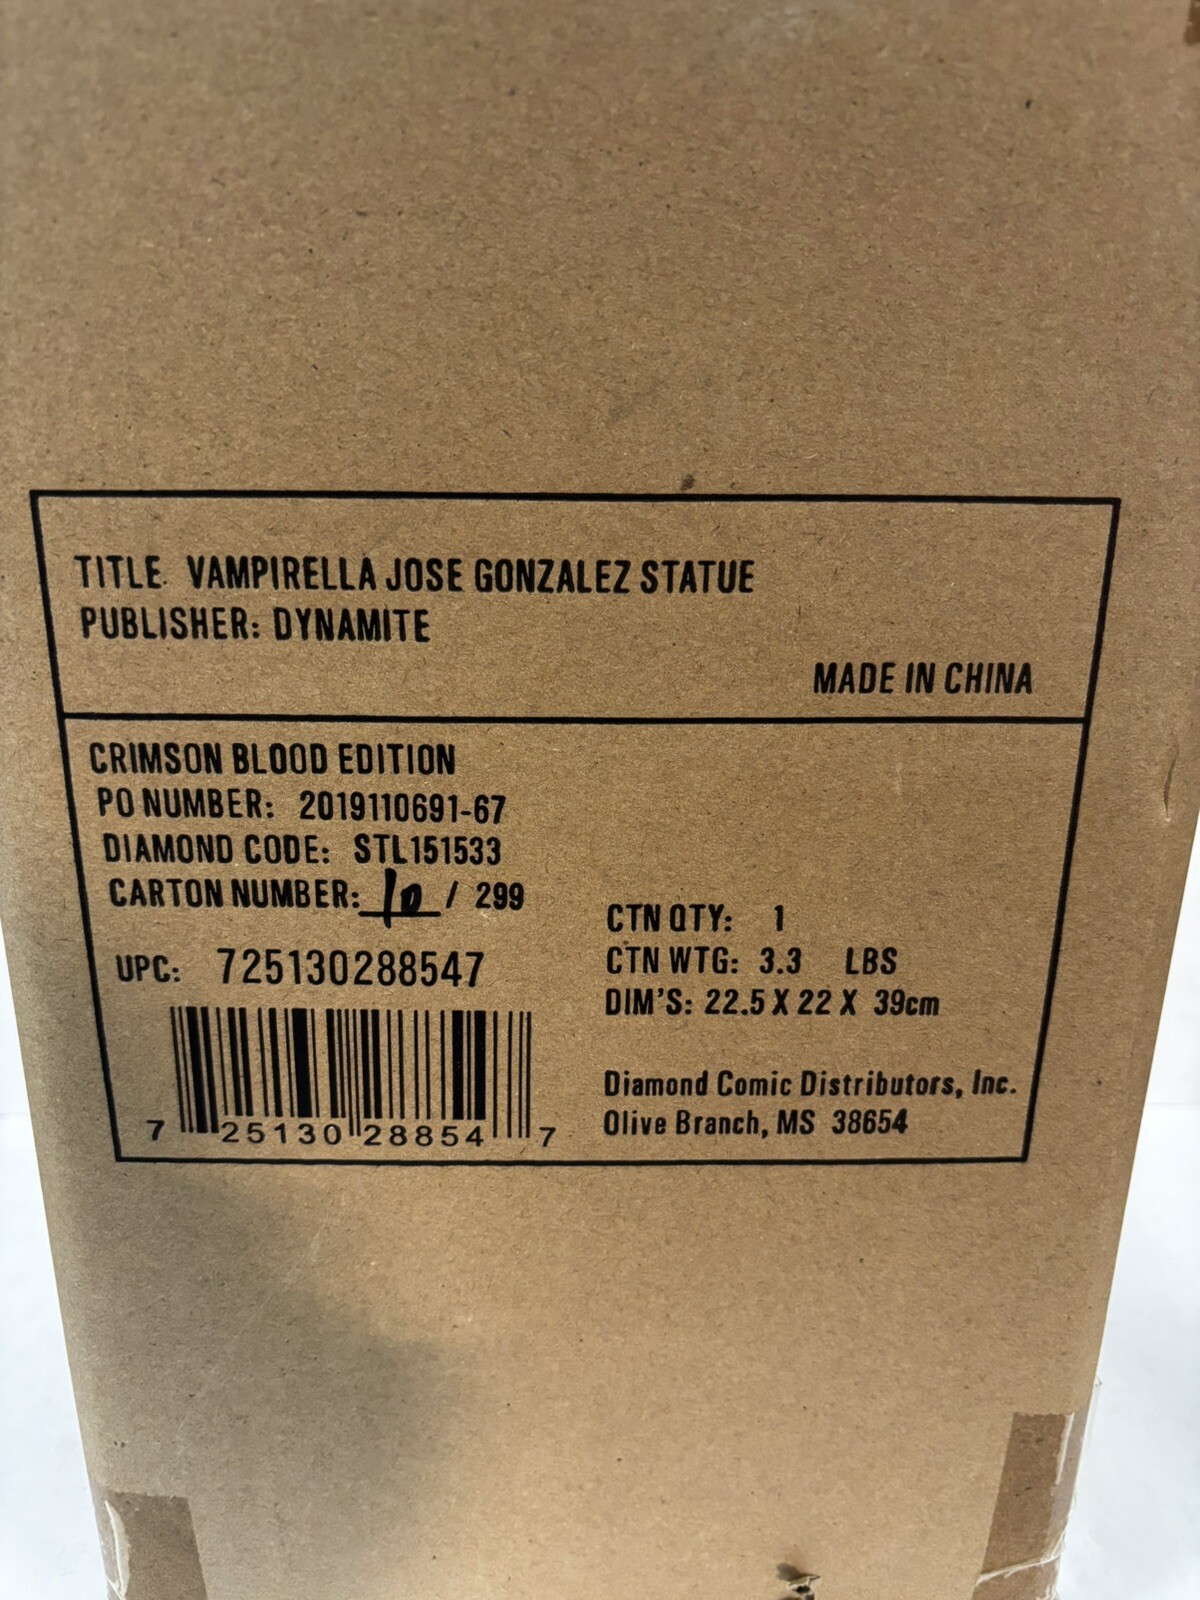 TITLE. VAMPIRELLA JOSE GONZALEZ STATUE
PUBLISHER: DYNAMITE
MADE IN CHINA
CRIMSON BLOOD EDITION
PO NUMBER: 2019110691-67
DIAMOND CODE: STL151533
CARTON NUMBER: 10 / 299
UPC: 725130288547
7 25130 28854 7
CTN QTY: 1
CTN WTG: 3.3 LBS
DIM'S: 22.5 X 22 X 39cm
Diamond Comic Distributors, Inc.
Olive Branch, MS 38654